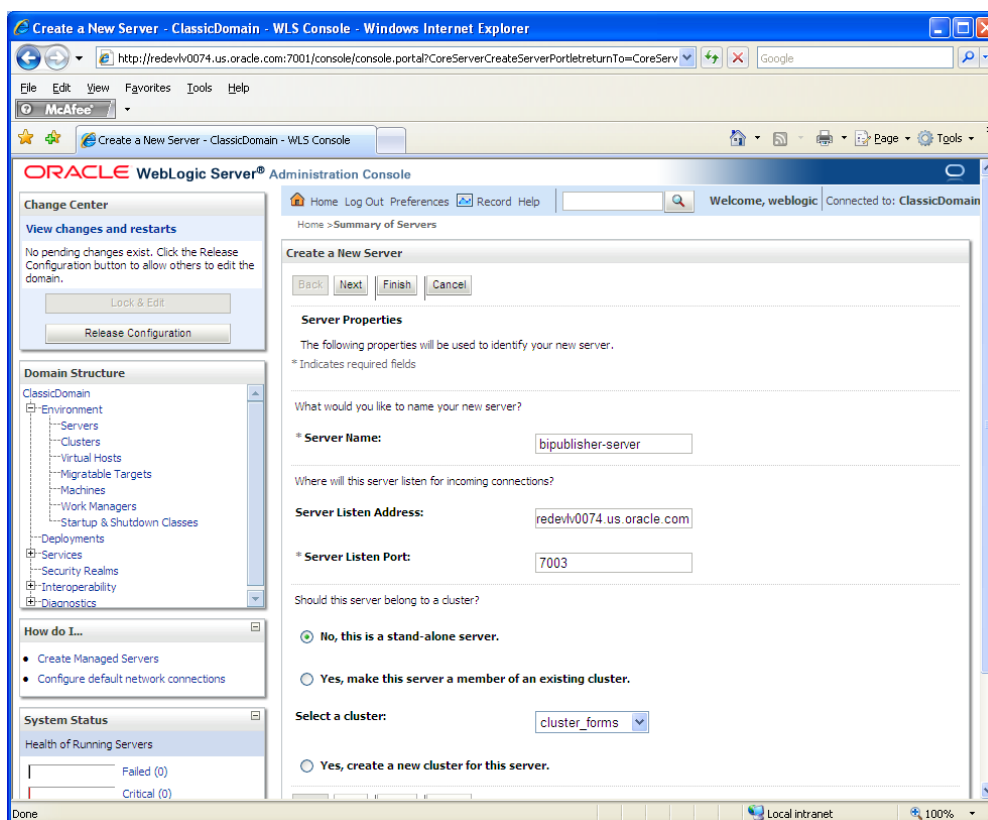 Create a New Server - ClassicDomain - WLS Console - Windows Internet Explorer
http://redevlv0074.us.oracle.com:7001/console/console.portal?CoreServerCreateServerPortletreturnTo=CoreServ
Google
File Edit View Favorites Tools Help
McAfee
Create a New Server - ClassicDomain - WLS Console
Page Tools
ORACLE WebLogic Server® Administration Console
Change Center
View changes and restarts
No pending changes exist. Click the Release
Configuration button to allow others to edit the
domain.
Lock & Edit
Release Configuration
Domain Structure
ClassicDomain
Environment
Servers
Clusters
Virtual Hosts
Migratable Targets
Machines
Work Managers
Startup & Shutdown Classes
Deployments
Services
Security Realms
Interoperability
Diagnostics
How do I...
Create Managed Servers
Configure default network connections
System Status
Health of Running Servers
Failed (0)
Critical (0)
Home Log Out Preferences Record Help
Welcome, weblogic Connected to: ClassicDomain
Home >Summary of Servers
Create a New Server
Back Next Finish Cancel
Server Properties
The following properties will be used to identify your new server.
* Indicates required fields
What would you like to name your new server?
* Server Name: bipublisher-server
Where will this server listen for incoming connections?
Server Listen Address: redevlv0074.us.oracle.com
* Server Listen Port: 7003
Should this server belong to a cluster?
No, this is a stand-alone server.
Yes, make this server a member of an existing cluster.
Select a cluster: cluster_forms
Yes, create a new cluster for this server.
Done
Local intranet
100%